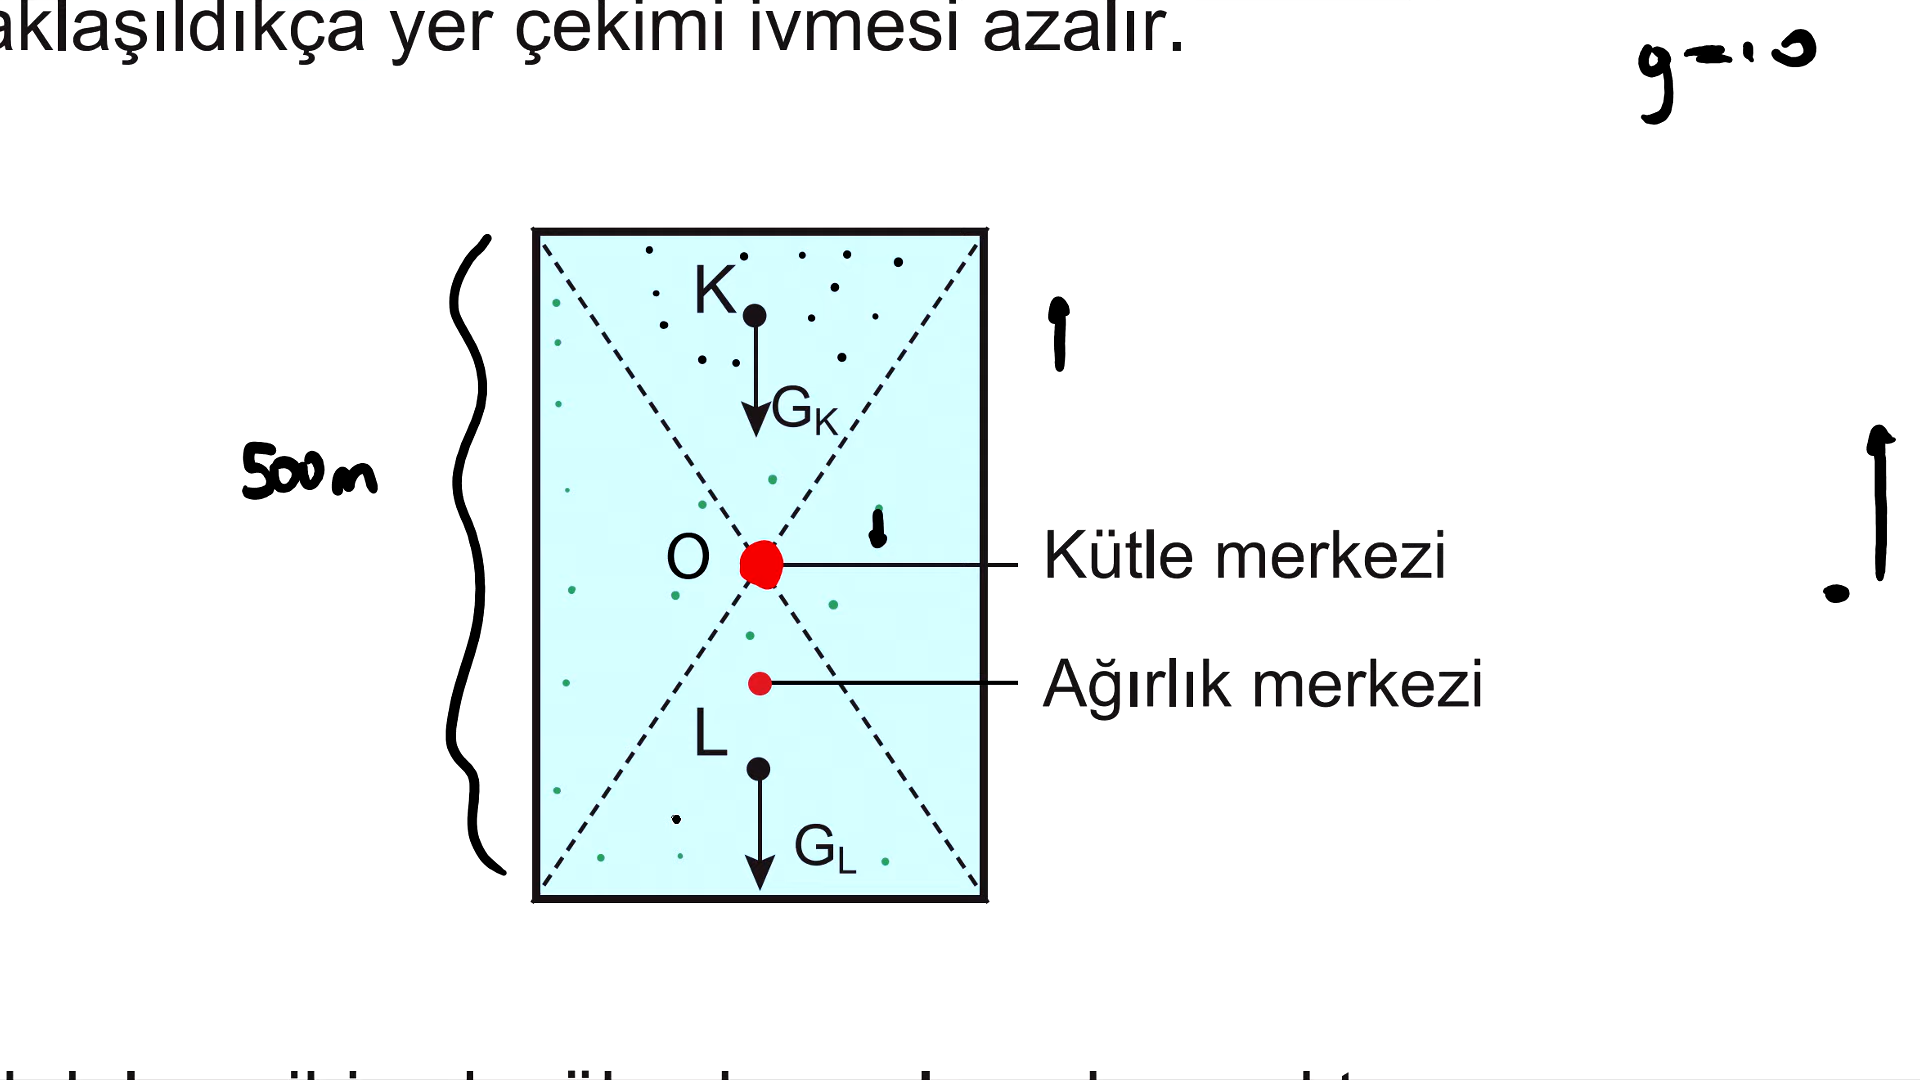 aklaşıldıkça yer çekimi ivmesi azalır.
g=10
K
G_K
500m
O
Kütle merkezi
Ağırlık merkezi
L
G_L